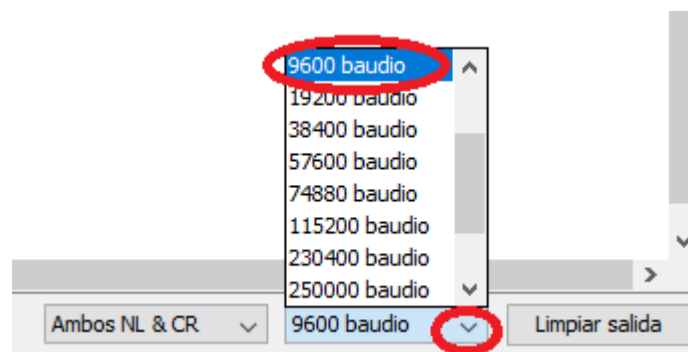 9600 baudio
19200 baudio
38400 baudio
57600 baudio
74880 baudio
115200 baudio
230400 baudio
250000 baudio
Ambos NL & CR 9600 baudio Limpiar salida